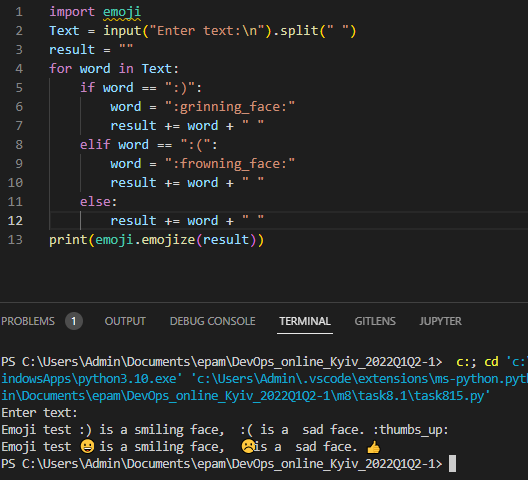 1 import emoji
2 Text = input("Enter text:\n").split(" ")
3 result = ""
4 for word in Text:
5     if word == ":)":
6         word = ":grinning_face:"
7         result += word + " "
8     elif word == ":(":
9         word = ":frowning_face:"
10         result += word + " "
11     else:
12         result += word + " "
13 print(emoji.emojize(result))
PROBLEMS 1 OUTPUT DEBUG CONSOLE TERMINAL GITLENS JUPYTER
PS C:\Users\Admin\Documents\epam\DevOps_online_Kyiv_2022Q1Q2-1>  c:; cd 'c:
indowsApps\python3.10.exe' 'c:\Users\Admin\.vscode\extensions\ms-python.pyth
in\Documents\epam\DevOps_online_Kyiv_2022Q1Q2-1\m8\task8.1\task815.py'
Enter text:
Emoji test :) is a smiling face,  :( is a  sad face. :thumbs_up:
Emoji test 😀 is a smiling face,  ☹is a  sad face. 👍
PS C:\Users\Admin\Documents\epam\DevOps_online_Kyiv_2022Q1Q2-1>